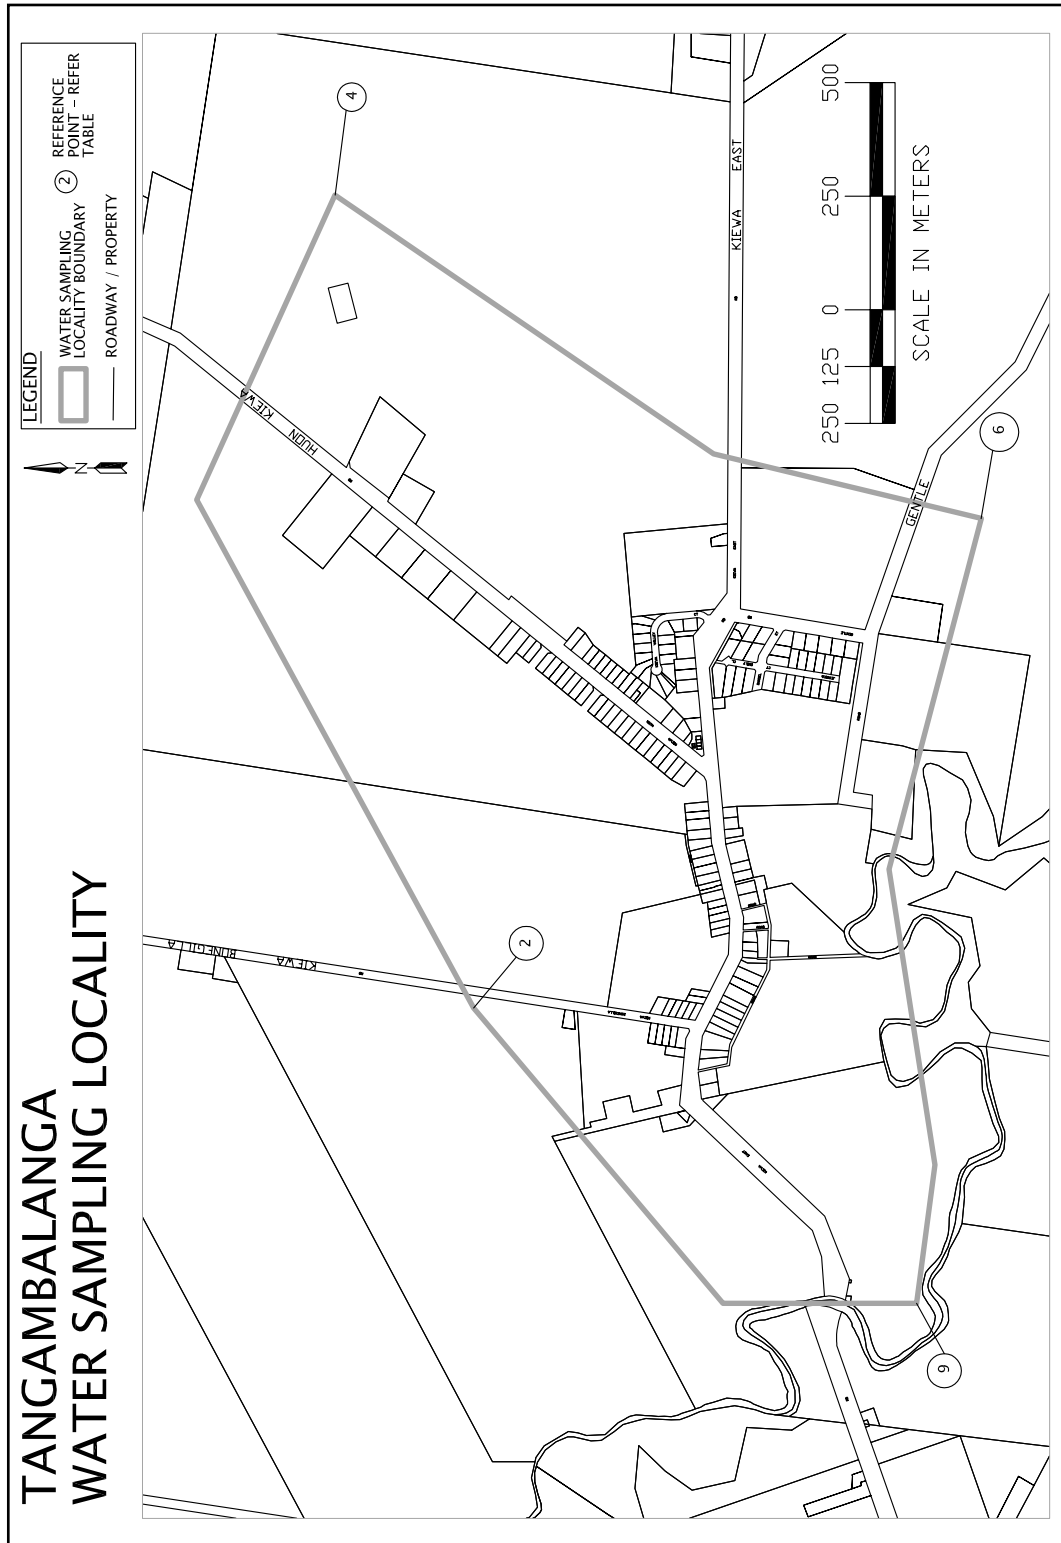 TANGAMBALANGA
WATER SAMPLING LOCALITY
LEGEND
WATER SAMPLING
LOCALITY BOUNDARY
ROADWAY / PROPERTY
2
REFERENCE
POINT - REFER
TABLE
N
4
KIEWA
HUON
BONEGILLA
KIEWA
2
KIEWA EAST
GENTLE
6
9
250 125 0 250 500
SCALE IN METERS